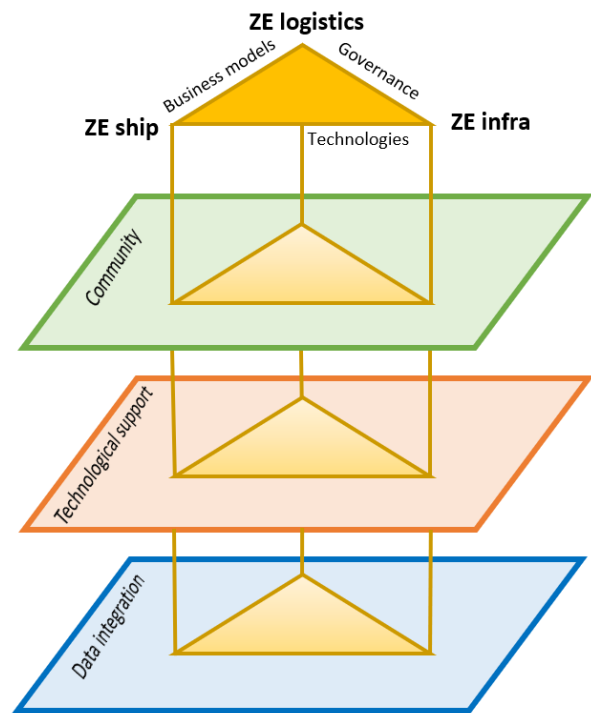 ZE logistics
Business models
Governance
ZE ship
ZE infra
Technologies
Community
Technological support
Data integration